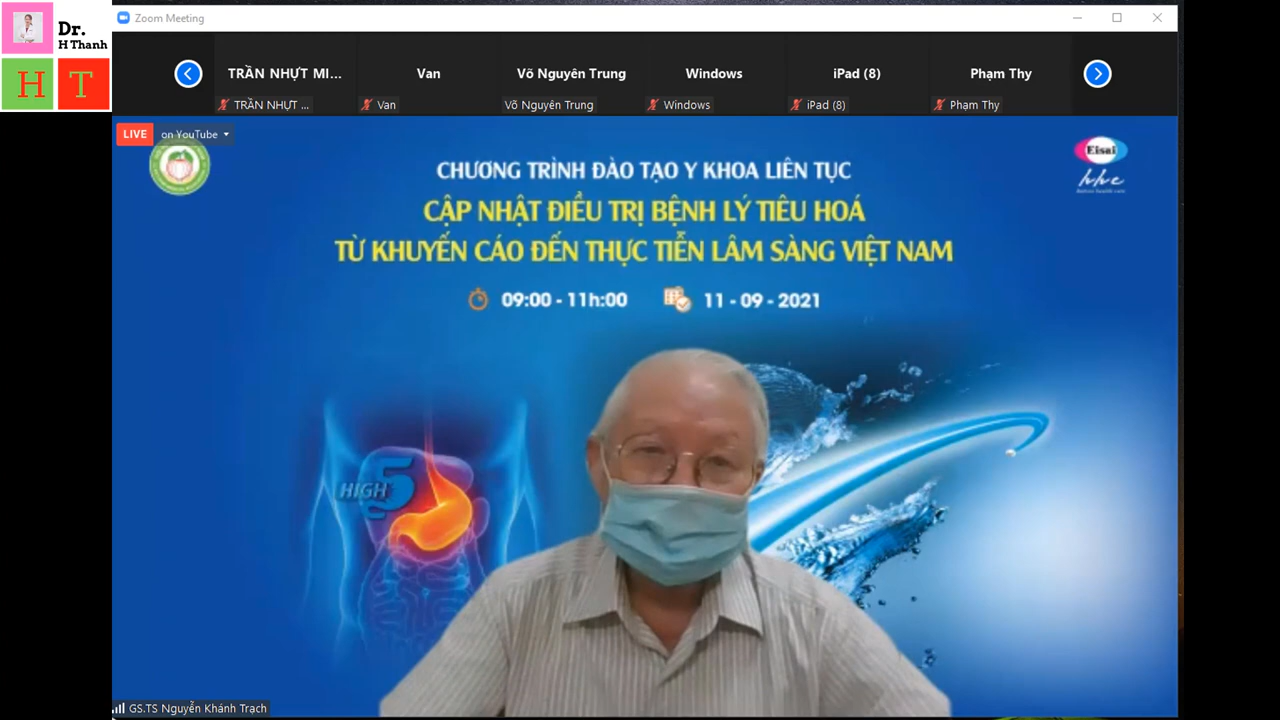 Dr.
H Thanh
H T
Zoom Meeting
TRẦN NHỰT MI...
Van
Võ Nguyên Trung
Windows
iPad (8)
Phạm Thy
TRẦN NHỰT ...
Van
Võ Nguyên Trung
Windows
iPad (8)
Phạm Thy
LIVE on YouTube
Eisai
hhc
CHƯƠNG TRÌNH ĐÀO TẠO Y KHOA LIÊN TỤC
CẬP NHẬT ĐIỀU TRỊ BỆNH LÝ TIÊU HOÁ
TỪ KHUYẾN CÁO ĐẾN THỰC TIỄN LÂM SÀNG VIỆT NAM
09:00 - 11h:00 11 - 09 - 2021
HIGH 5
GS.TS Nguyễn Khánh Trạch